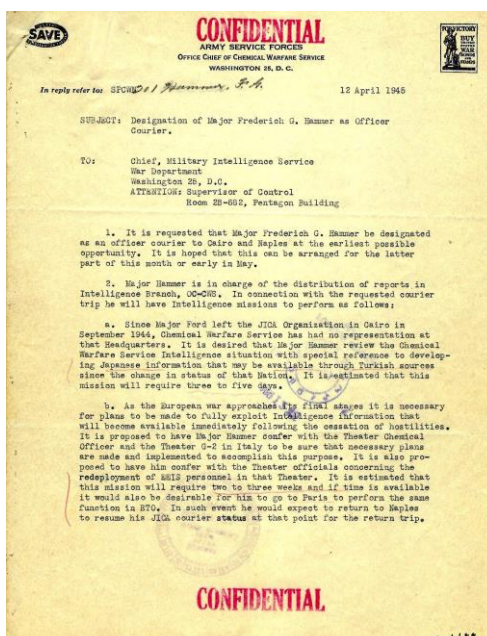 SAVE
CONFIDENTIAL
ARMY SERVICE FORCES
OFFICE CHIEF OF CHEMICAL WARFARE SERVICE
WASHINGTON 25, D. C.
FOR VICTORY
BUY
WAR
BONDS
In reply refer to: SPCW 201 Hammer, F. G.
12 April 1945
SUBJECT: Designation of Major Frederich G. Hammer as Officer
Courier.
TO: Chief, Military Intelligence Service
War Department
Washington 25, D.C.
ATTENTION: Supervisor of Control
Room 2B-682, Pentagon Building
1. It is requested that Major Frederich G. Hammer be designated
as an officer courier to Cairo and Naples at the earliest possible
opportunity. It is hoped that this can be arranged for the latter
part of this month or early in May.
2. Major Hammer is in charge of the distribution of reports in
Intelligence Branch, OC-CWS. In connection with the requested courier
trip he will have Intelligence missions to perform as follows:
a. Since Major Ford left the JICA Organization in Cairo in
September 1944, Chemical Warfare Service has had no representation at
that Headquarters. It is desired that Major Hammer review the Chemical
Warfare Service Intelligence situation with special reference to develop-
ing Japanese information that may be available through Turkish sources
since the change in status of that Nation. It is estimated that this
mission will require three to five days.
b. As the European war approaches its final stages it is necessary
for plans to be made to fully exploit Intelligence information that
will become available immediately following the cessation of hostilities.
It is proposed to have Major Hammer confer with the Theater Chemical
Officer and the Theater G-2 in Italy to be sure that necessary plans
are made and implemented to accomplish this purpose. It is also pro-
posed to have him confer with the Theater officials concerning the
redeployment of EEIS personnel in that Theater. It is estimated that
this mission will require two to three weeks and if time is available
it would also be desirable for him to go to Paris to perform the same
function in ETO. In such event he would expect to return to Naples
to resume his JICA courier status at that point for the return trip.
CONFIDENTIAL